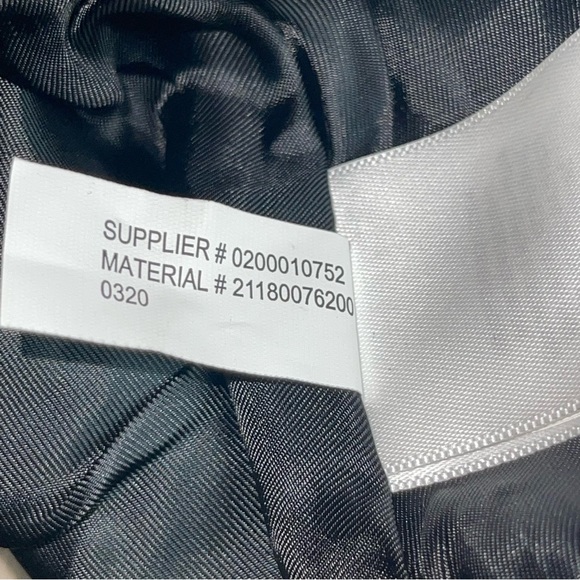 SUPPLIER # 0200010752
MATERIAL # 21180076200
0320